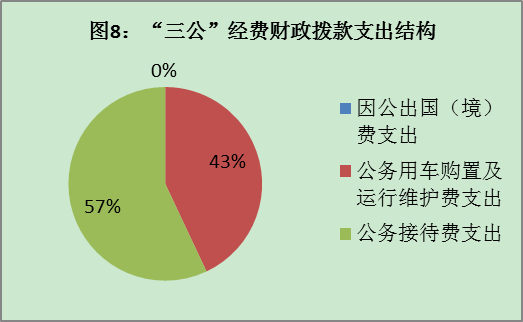 图8：“三公”经费财政拨款支出结构
0%
43%
57%
因公出国（境）
费支出
公务用车购置及
运行维护费支出
公务接待费支出